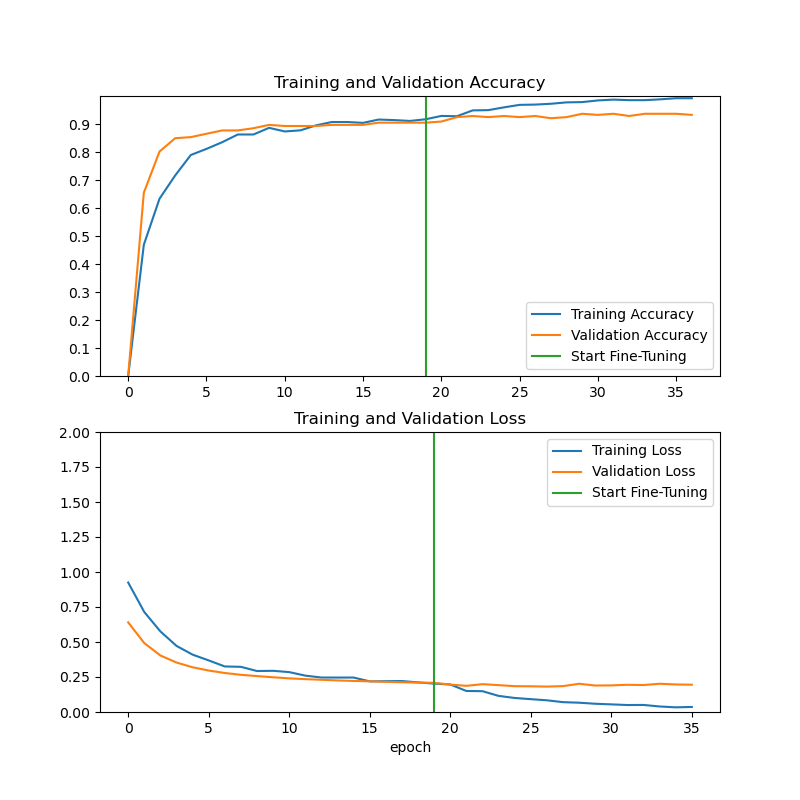 Training and Validation Accuracy
0.9
0.8
0.7
0.6
0.5
0.4
0.3
0.2
0.1
0.0
Training Accuracy
Validation Accuracy
Start Fine-Tuning
0 5 10 15 20 25 30 35
Training and Validation Loss
2.00
1.75
1.50
1.25
1.00
0.75
0.50
0.25
0.00
Training Loss
Validation Loss
Start Fine-Tuning
0 5 10 15 20 25 30 35
epoch